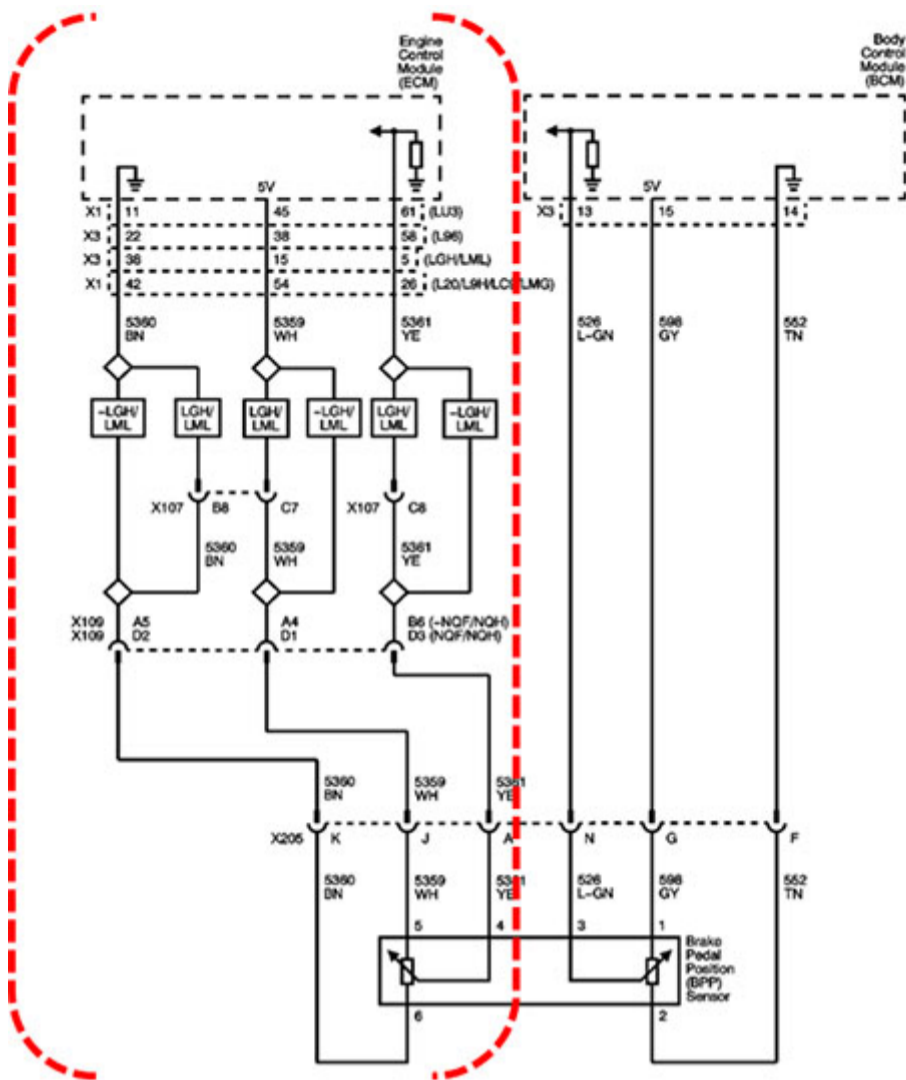 Engine
Control
Module
(ECM)
Body
Control
Module
(BCM)
5V
5V
X1 11 45 61 (LU3)
X3 13 15 14
X3 22 38 58 (L96)
X3 38 15 5 (LGH/LML)
X1 42 54 26
5360 5359 5361 526 598 552
BN WH YE L-GN GY TN
~LGH/ LGH/ LGH/ ~LGH/ LGH/ ~LGH/
LML LML LML LML LML LML
X107 B8 C7 X107 C8
5360 5359 5361
BN WH YE
X109 A5 A4 B6 (~NQF/NQH)
X109 D2 D1 D3 (NQF/NQH)
5360 5359 5361
BN WH YE
X205 K J A N G F
5360 5359 5361 526 598 552
BN WH YE L-GN GY TN
5 4 3 1
Brake
Pedal
Position
(BPP)
Sensor
6 2